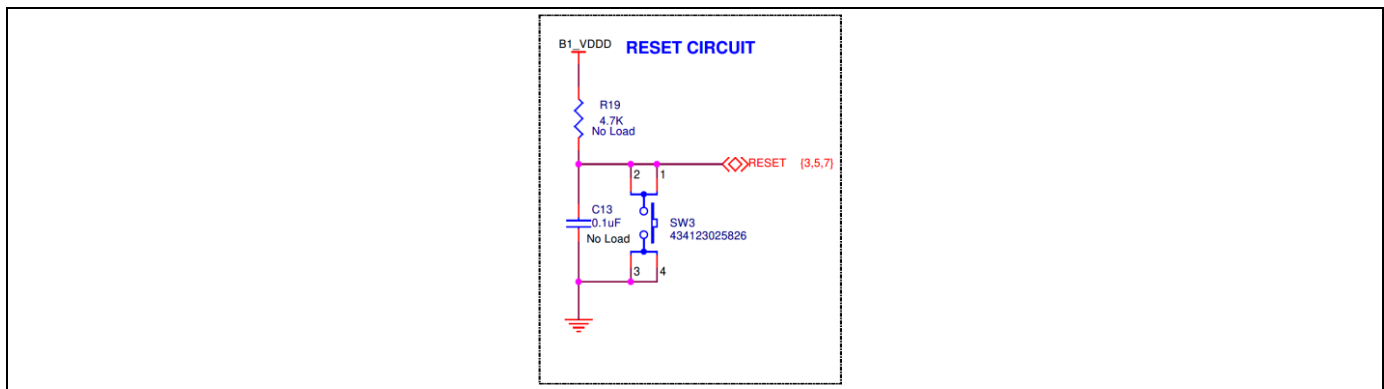 B1_VDDD
RESET CIRCUIT
R19
4.7K
No Load
RESET {3,5,7}
2 1
C13
0.1uF
No Load
SW3
434123025826
3 4